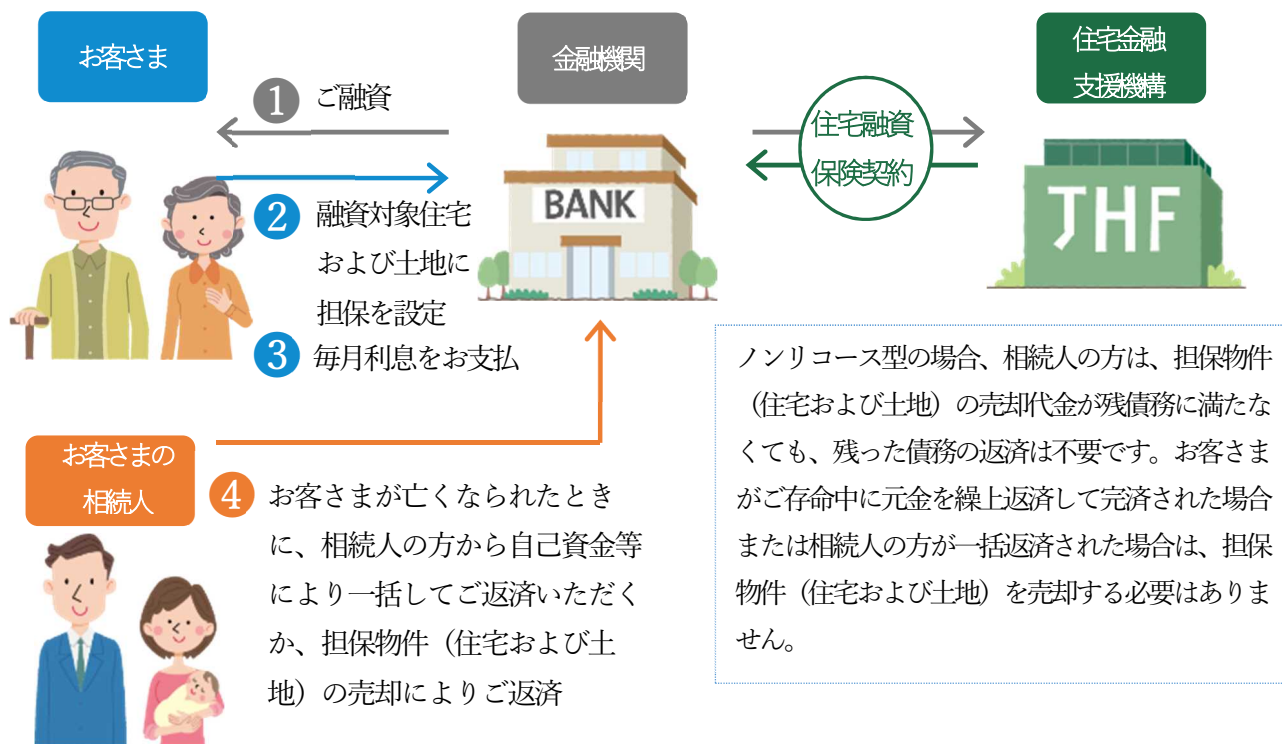 お客さま
金融機関
住宅金融
支援機構
1 ご融資
住宅融資
保険契約
BANK
JHF
2 融資対象住宅
および土地に
担保を設定
3 毎月利息をお支払
ノンリコース型の場合、相続人の方は、担保物件
（住宅および土地）の売却代金が残債務に満たな
くても、残った債務の返済は不要です。お客さま
がご存命中に元金を繰上返済して完済された場合
または相続人の方が一括返済された場合は、担保
物件（住宅および土地）を売却する必要はありま
せん。
お客さまの
相続人
4 お客さまが亡くなられたとき
に、相続人の方から自己資金等
により一括してご返済いただく
か、担保物件（住宅および土
地）の売却によりご返済